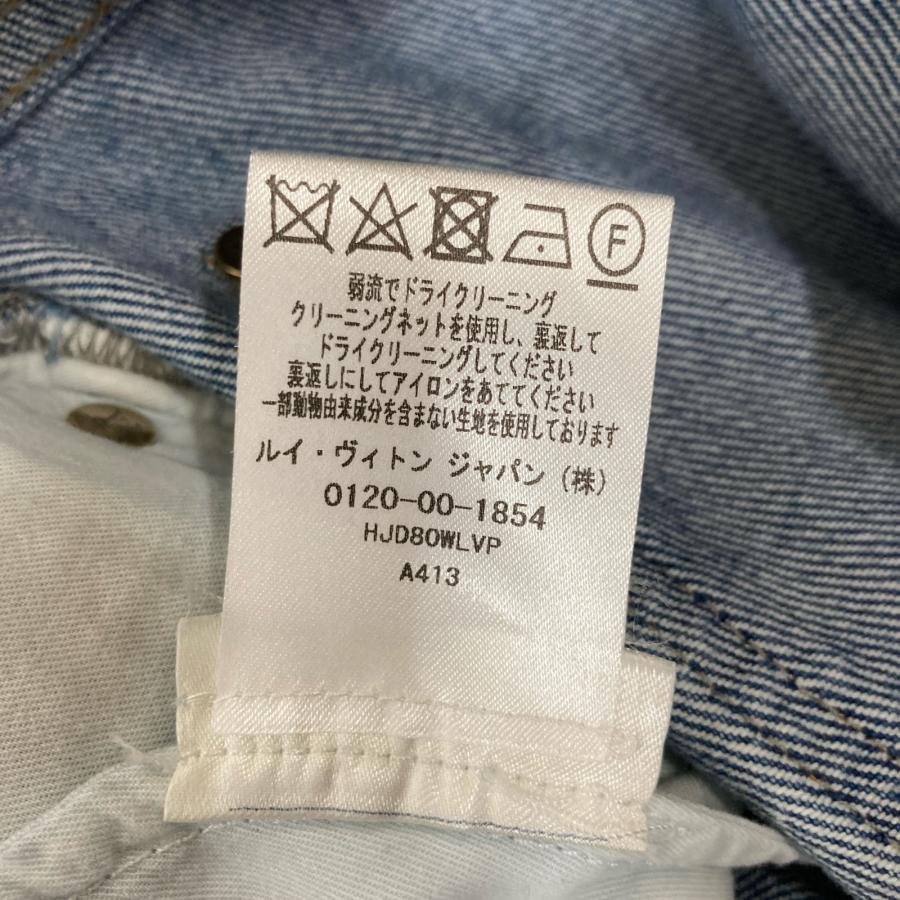 F
弱流でドライクリーニング
クリーニングネットを使用し、裏返して
ドライクリーニングしてください
裏返しにしてアイロンをあててください
一部動物由来成分を含まない生地を使用しております
ルイ・ヴィトン ジャパン (株)
0120-00-1854
HJD80WLVP
A413